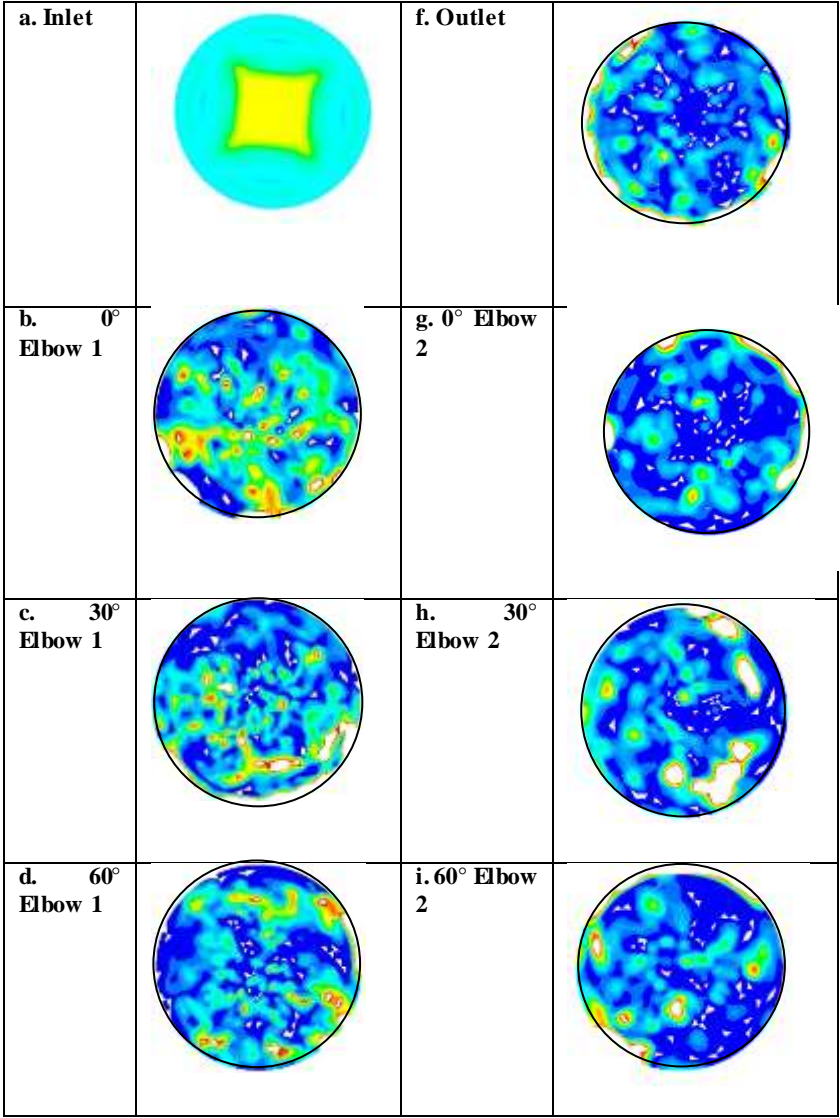 a. Inlet
f. Outlet
b. 0°
Elbow 1
g. 0° Elbow
2
c. 30°
Elbow 1
h. 30°
Elbow 2
d. 60°
Elbow 1
i. 60° Elbow
2